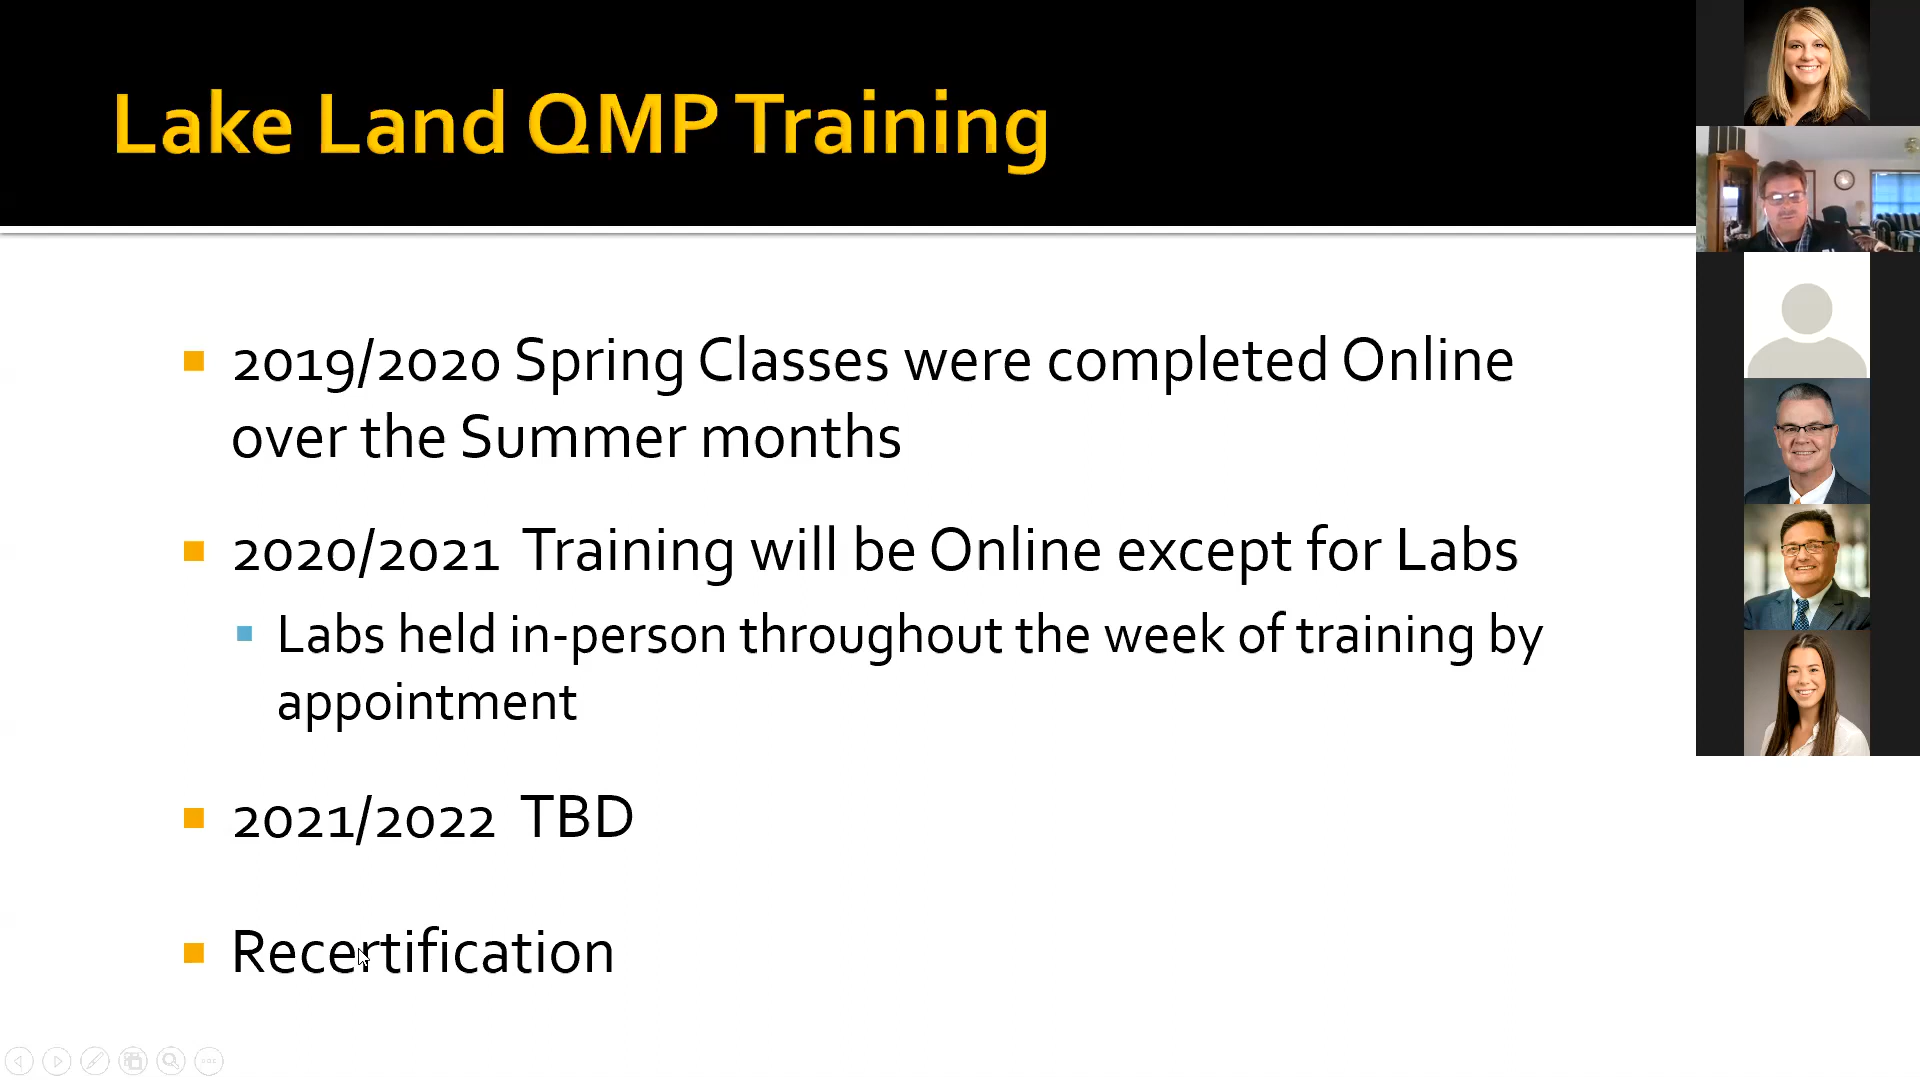 Lake Land QMP Training
2019/2020 Spring Classes were completed Online
over the Summer months
2020/2021 Training will be Online except for Labs
Labs held in-person throughout the week of training by
appointment
2021/2022 TBD
Recertification